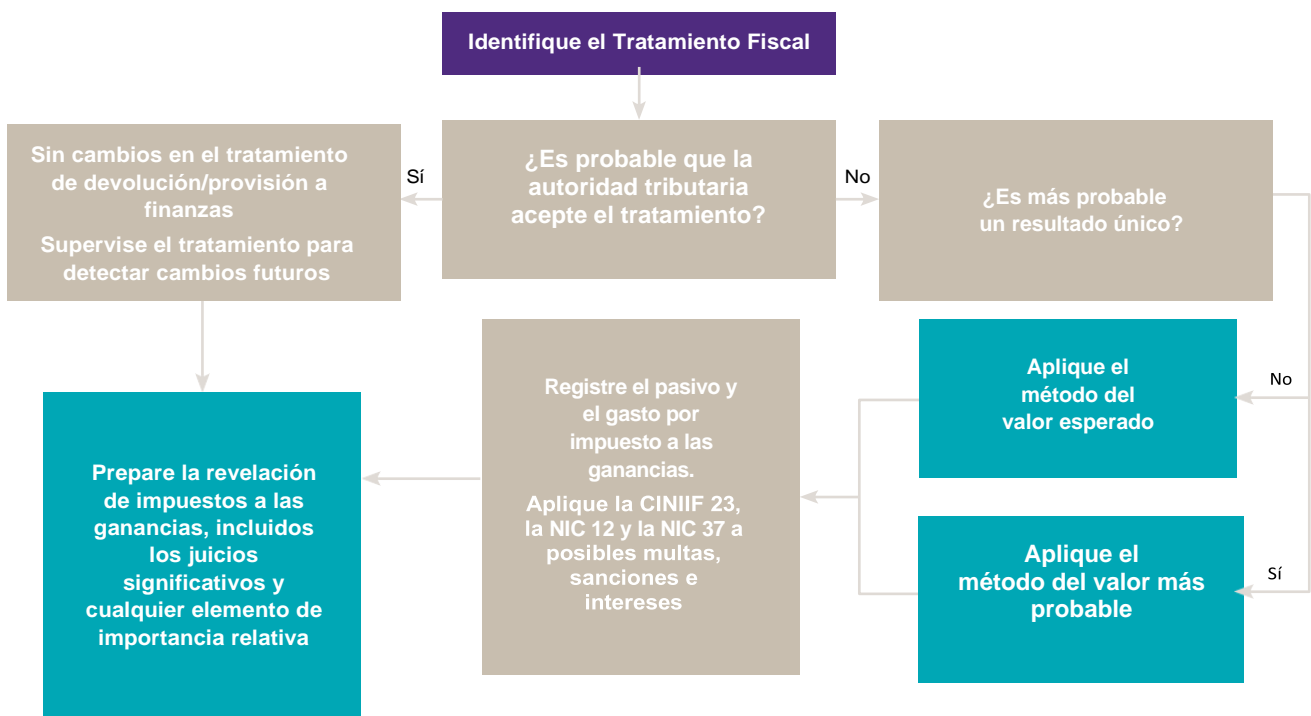 Identifique el Tratamiento Fiscal
Sin cambios en el tratamiento
de devolución/provisión a
finanzas
Supervise el tratamiento para
detectar cambios futuros
Sí
¿Es probable que la
autoridad tributaria
acepte el tratamiento?
No
¿Es más probable
un resultado único?
Aplique el
método del
valor esperado
No
Registre el pasivo y
el gasto por
impuesto a las
ganancias.
Aplique la CINIIF 23,
la NIC 12 y la NIC 37 a
posibles multas,
sanciones e
intereses
Prepare la revelación
de impuestos a las
ganancias, incluidos
los juicios
significativos y
cualquier elemento de
importancia relativa
Aplique el
método del valor más
probable
Sí